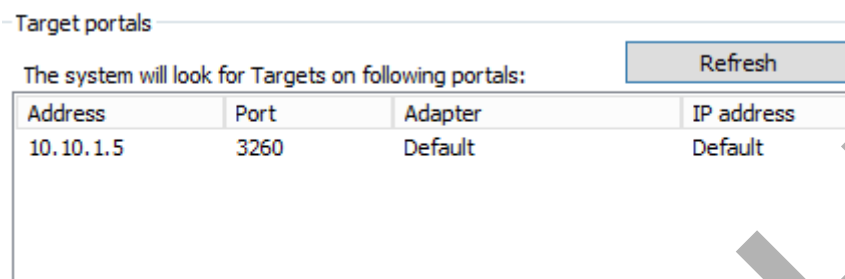 Target portals
Refresh
The system will look for Targets on following portals:
Address Port Adapter IP address
10.10.1.5 3260 Default Default